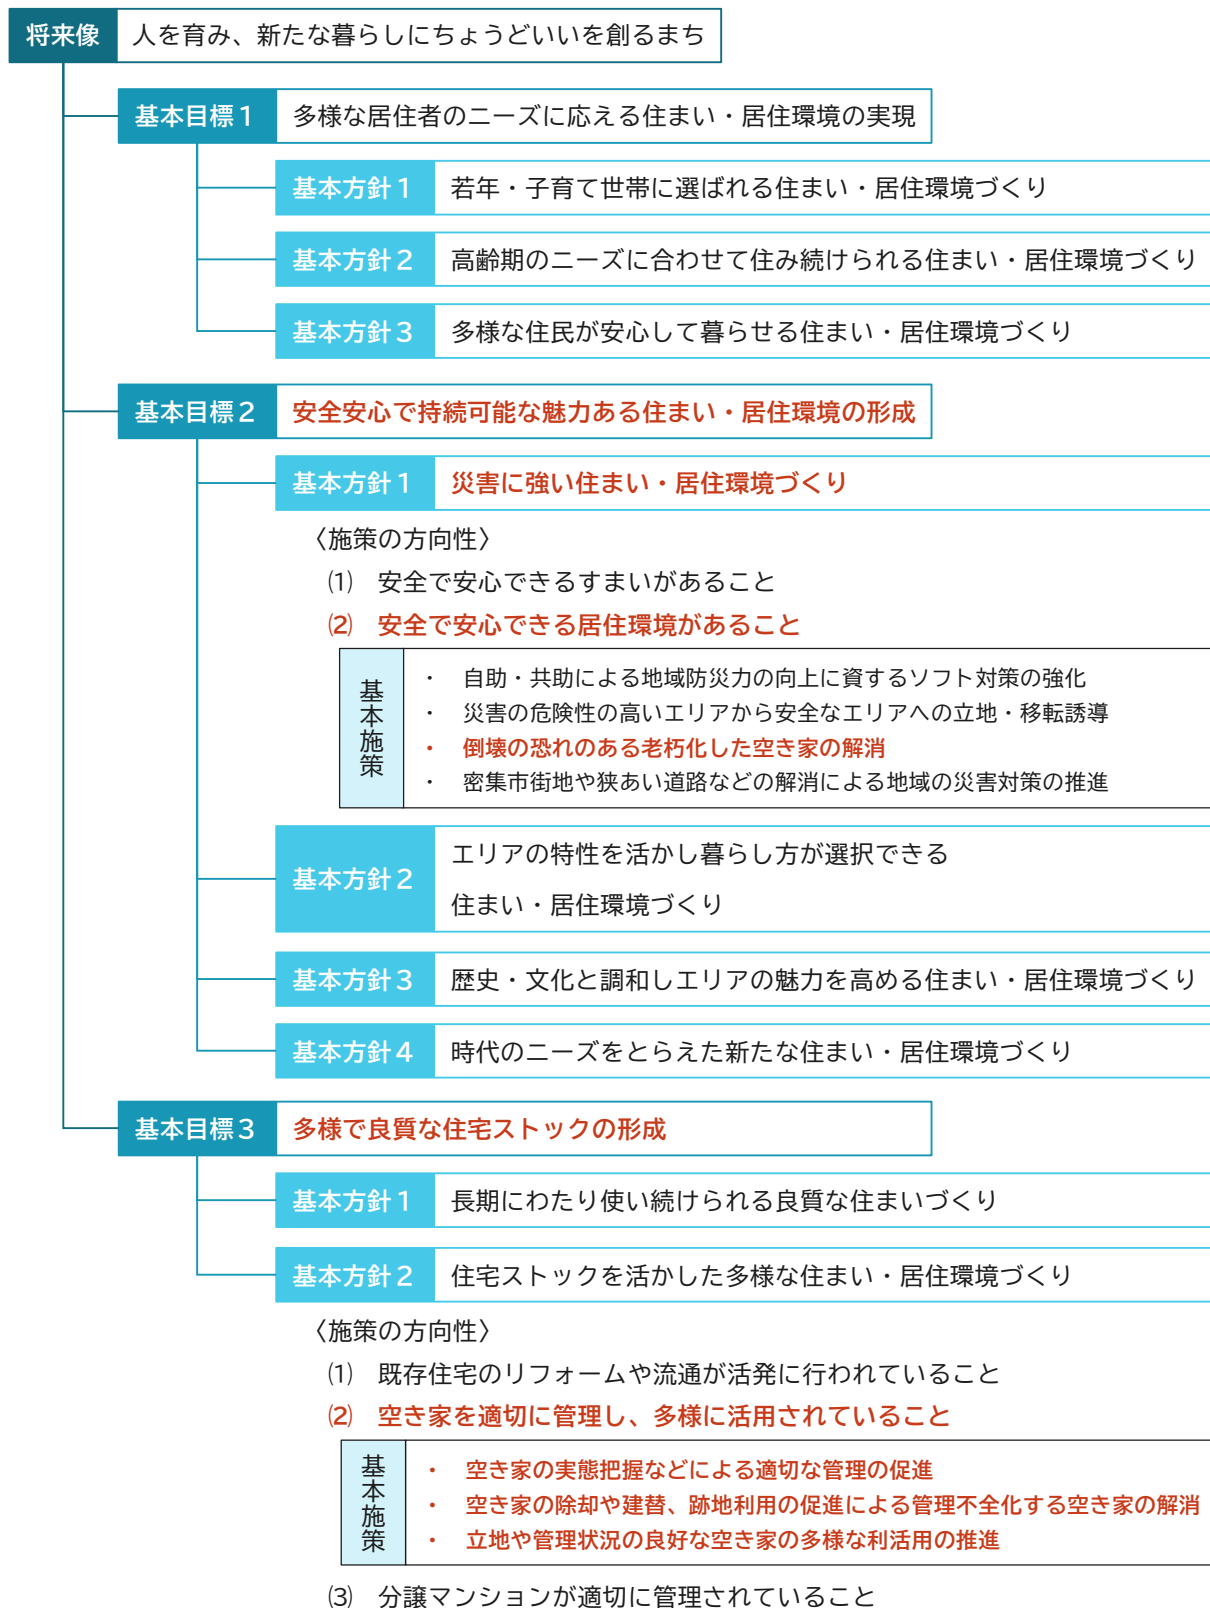 将来像 人を育み、新たな暮らしにちょうどいいを創るまち
基本目標1 多様な居住者のニーズに応える住まい・居住環境の実現
基本方針1 若年・子育て世帯に選ばれる住まい・居住環境づくり
基本方針2 高齢期のニーズに合わせて住み続けられる住まい・居住環境づくり
基本方針3 多様な住民が安心して暮らせる住まい・居住環境づくり
基本目標2 安全安心で持続可能な魅力ある住まい・居住環境の形成
基本方針1 災害に強い住まい・居住環境づくり
〈施策の方向性〉
⑴ 安全で安心できるすまいがあること
⑵ 安全で安心できる居住環境があること
基本施策
・ 自助・共助による地域防災力の向上に資するソフト対策の強化
・ 災害の危険性の高いエリアから安全なエリアへの立地・移転誘導
・ 倒壊の恐れのある老朽化した空き家の解消
・ 密集市街地や狭あい道路などの解消による地域の災害対策の推進
基本方針2 エリアの特性を活かし暮らし方が選択できる
住まい・居住環境づくり
基本方針3 歴史・文化と調和しエリアの魅力を高める住まい・居住環境づくり
基本方針4 時代のニーズをとらえた新たな住まい・居住環境づくり
基本目標3 多様で良質な住宅ストックの形成
基本方針1 長期にわたり使い続けられる良質な住まいづくり
基本方針2 住宅ストックを活かした多様な住まい・居住環境づくり
〈施策の方向性〉
⑴ 既存住宅のリフォームや流通が活発に行われていること
⑵ 空き家を適切に管理し、多様に活用されていること
基本施策
・ 空き家の実態把握などによる適切な管理の促進
・ 空き家の除却や建替、跡地利用の促進による管理不全化する空き家の解消
・ 立地や管理状況の良好な空き家の多様な利活用の推進
⑶ 分譲マンションが適切に管理されていること